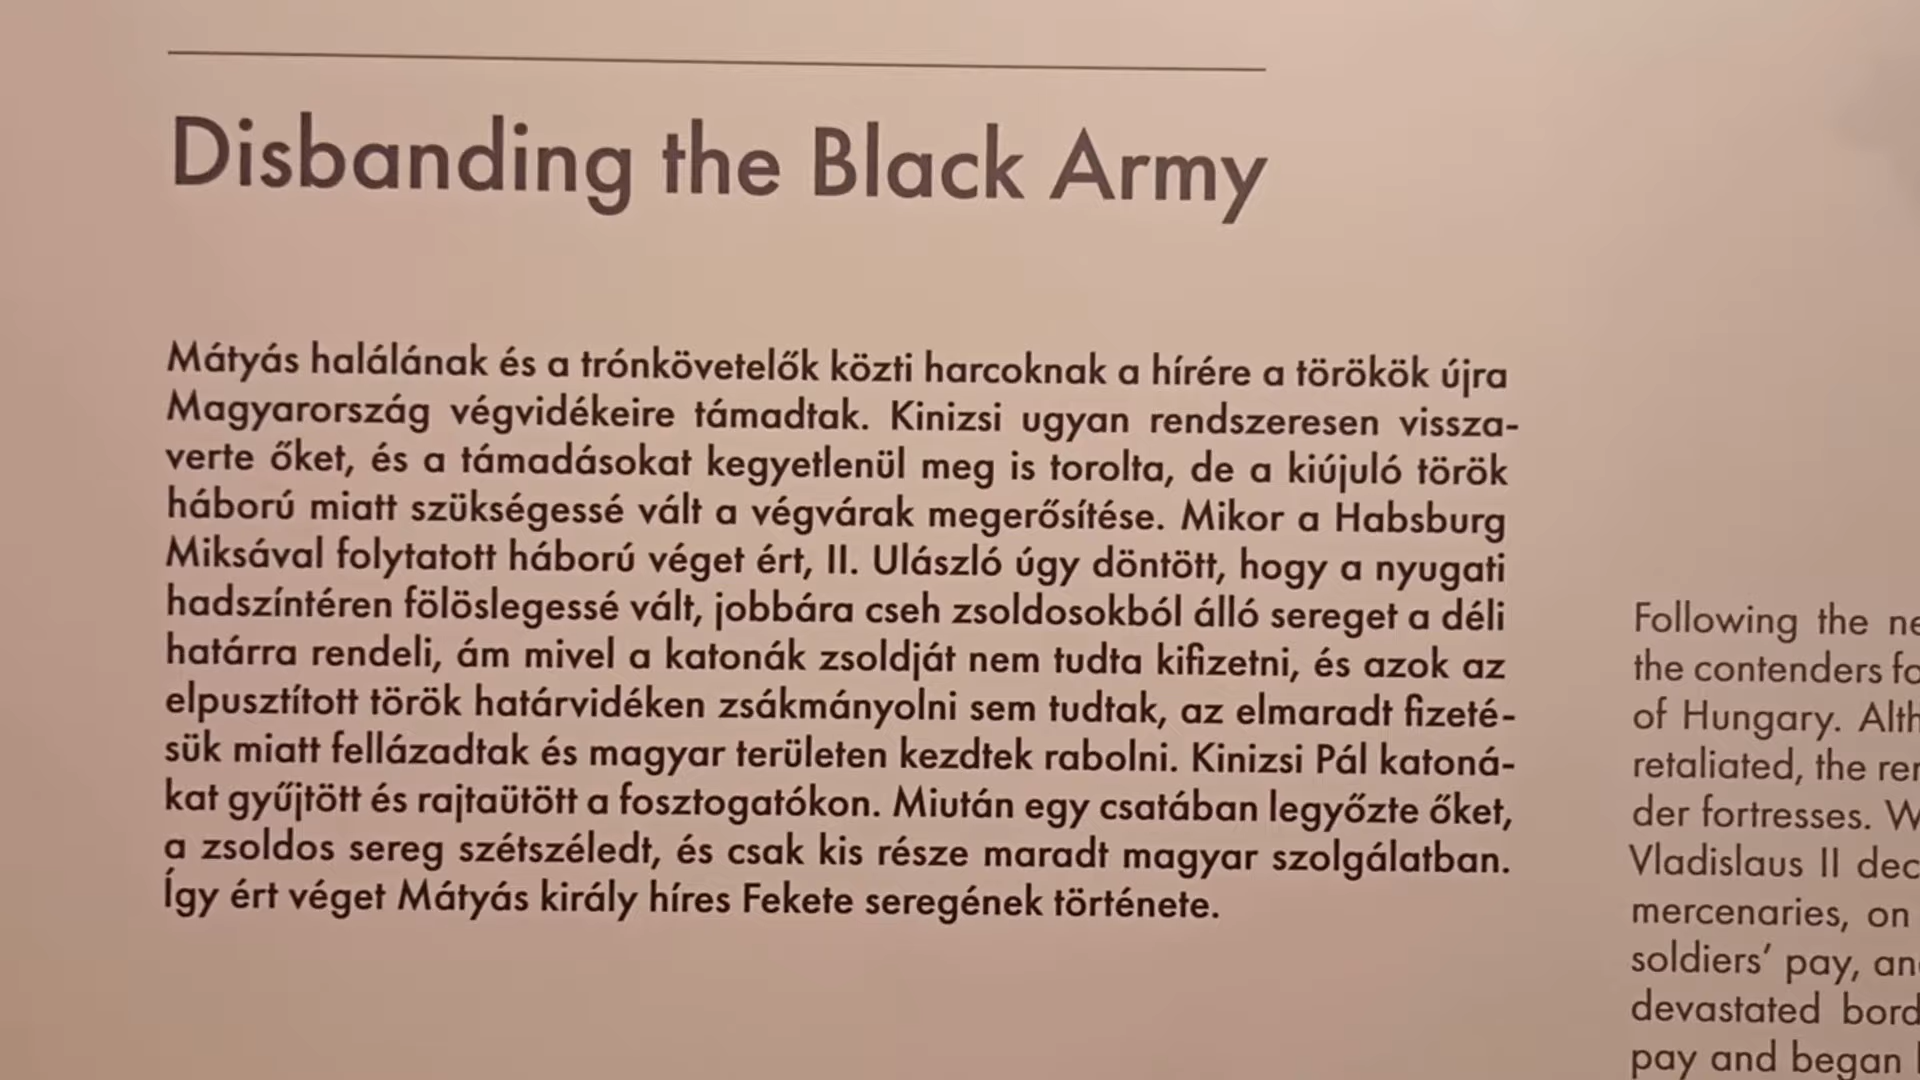 Disbanding the Black Army
Mátyás halálának és a trónkövetelők közti harcoknak a hírére a törökök újra
Magyarország végvidékeire támadtak. Kinizsi ugyan rendszeresen vissza-
verte őket, és a támadásokat kegyetlenül meg is torolta, de a kiújuló török
háború miatt szükségessé vált a végvárak megerősítése. Mikor a Habsburg
Miksával folytatott háború véget ért, II. Ulászló úgy döntött, hogy a nyugati
hadszíntéren fölöslegessé vált, jobbára cseh zsoldosokból álló sereget a déli
határra rendeli, ám mivel a katonák zsoldját nem tudta kifizetni, és azok az
elpusztított török határvidéken zsákmányolni sem tudtak, az elmaradt fizeté-
sük miatt fellázadtak és magyar területen kezdtek rabolni. Kinizsi Pál katoná-
kat gyűjtött és rajtaütött a fosztogatókon. Miután egy csatában legyőzte őket,
a zsoldos sereg szétszéledt, és csak kis része maradt magyar szolgálatban.
Így ért véget Mátyás király híres Fekete seregének története.
Following the
the contenders
of Hungary.
retaliated, the
der fortresses.
Vladislaus II
mercenaries, on
soldiers’ pay,
devastated
pay and began